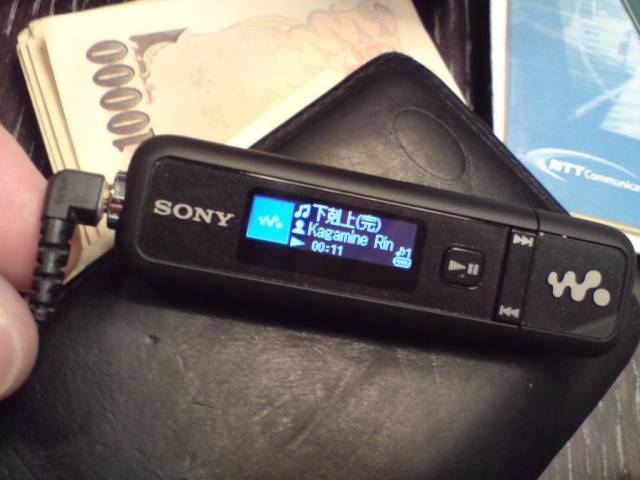 10000
NTT Communica
SONY
下剋上(完)
Kagamine Rin
00:11